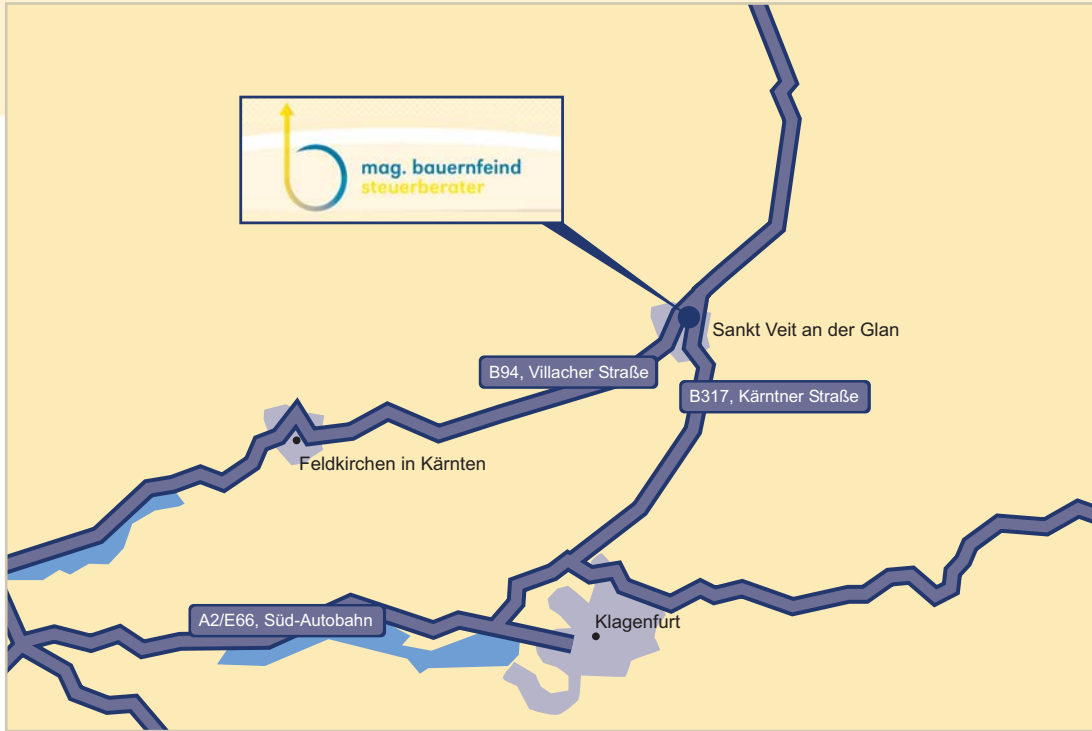 mag. bauernfeind
steuerberater
Sankt Veit an der Glan
B94, Villacher Straße
B317, Kärntner Straße
Feldkirchen in Kärnten
A2/E66, Süd-Autobahn
Klagenfurt